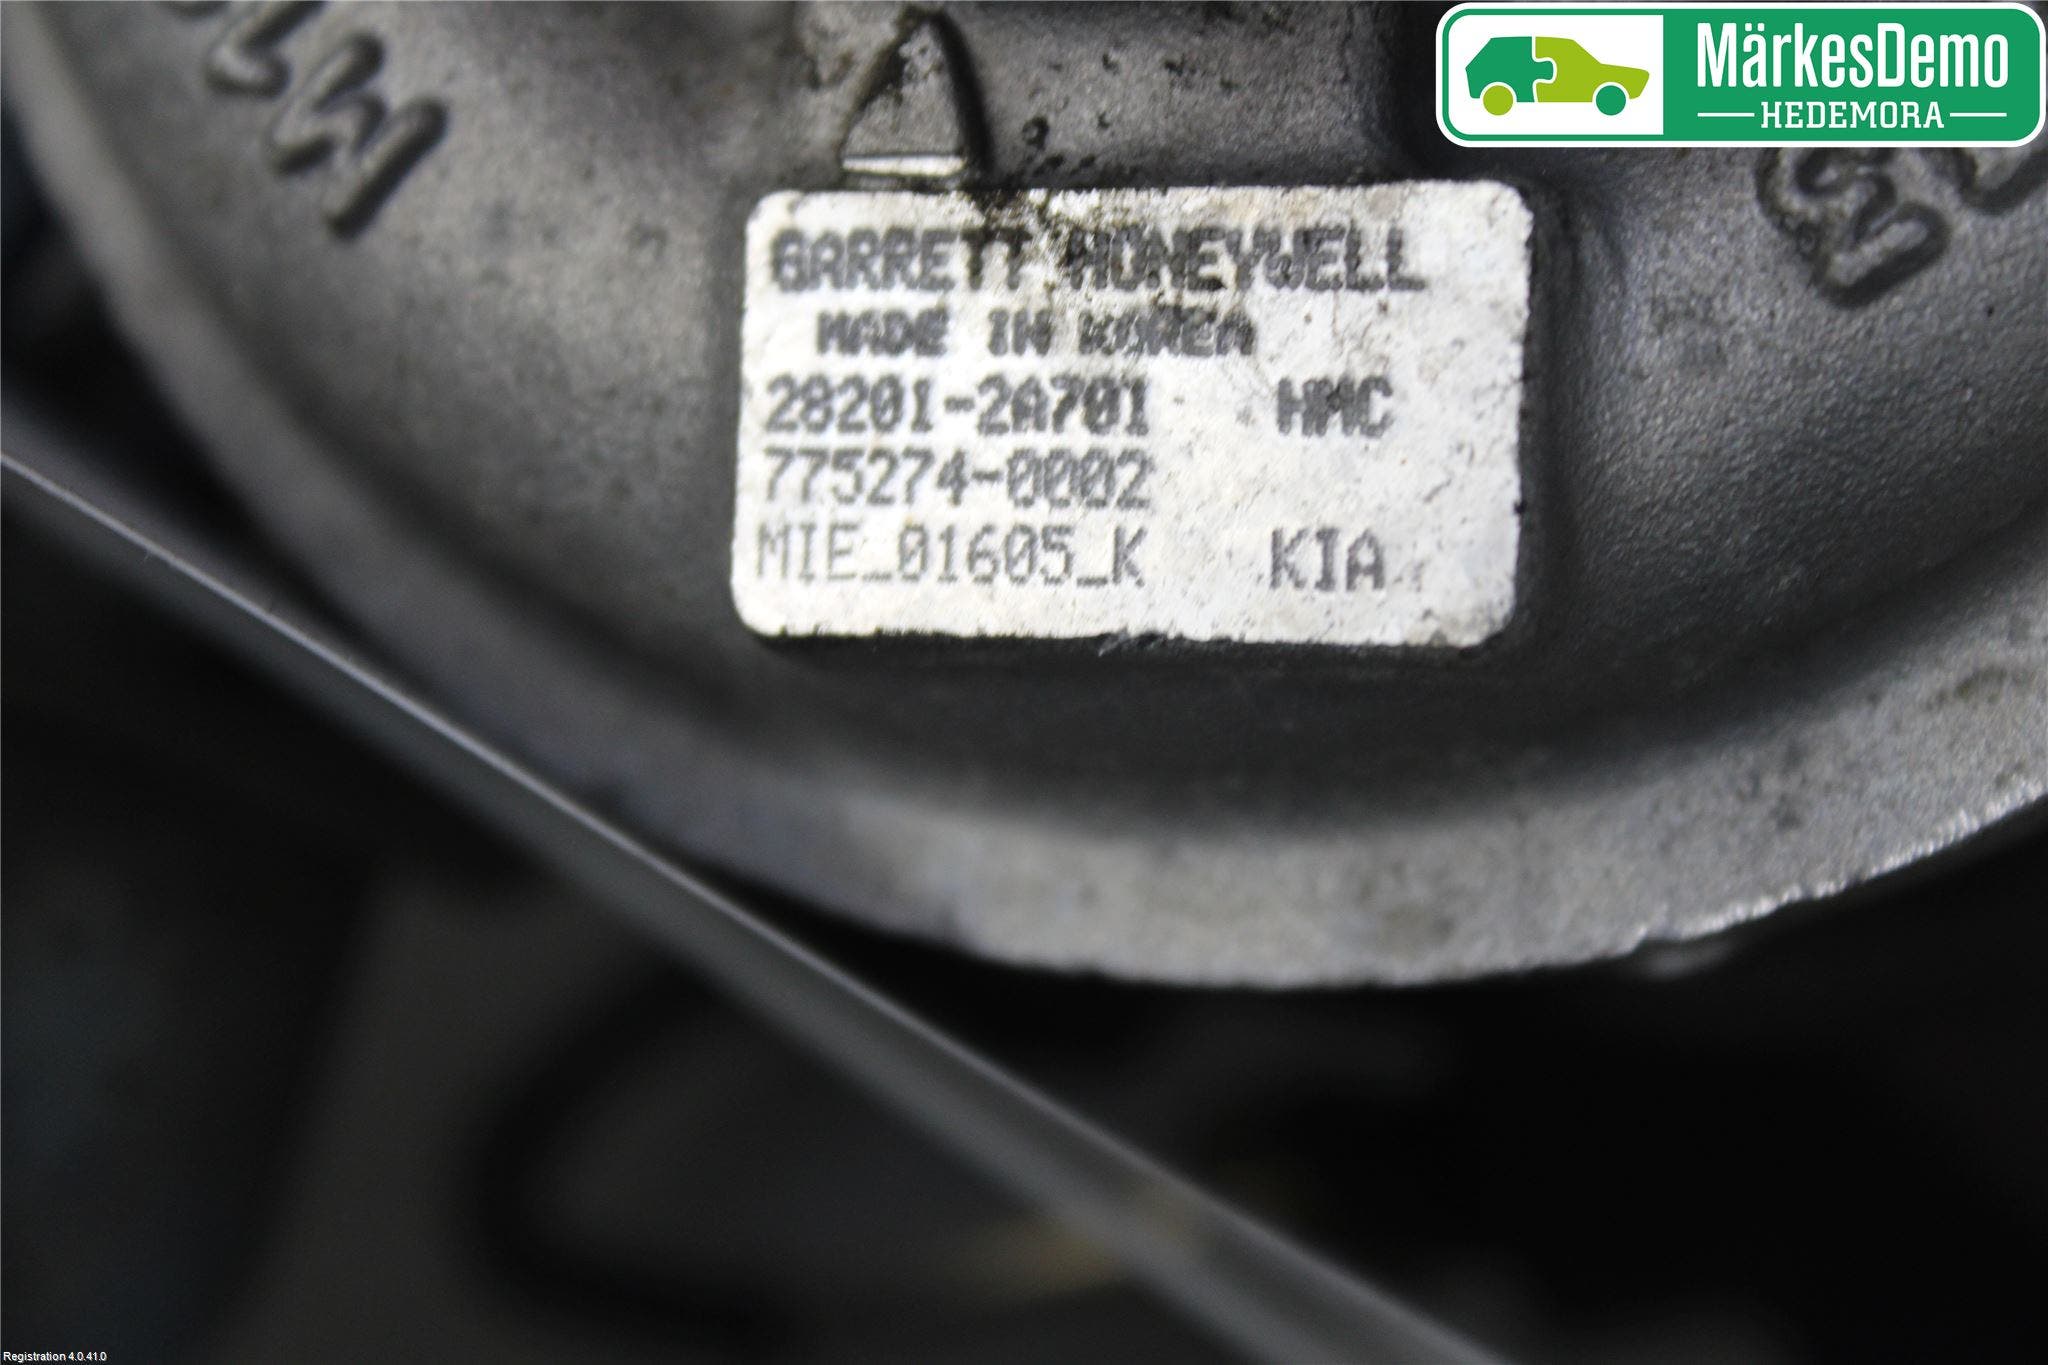 MärkesDemo
HEDEMORA
GARRETT HONEYWELL
MADE IN KOREA
28201-2A701 HMC
775274-0002
MIE_01605_K KIA
Registration 4.0.41.0